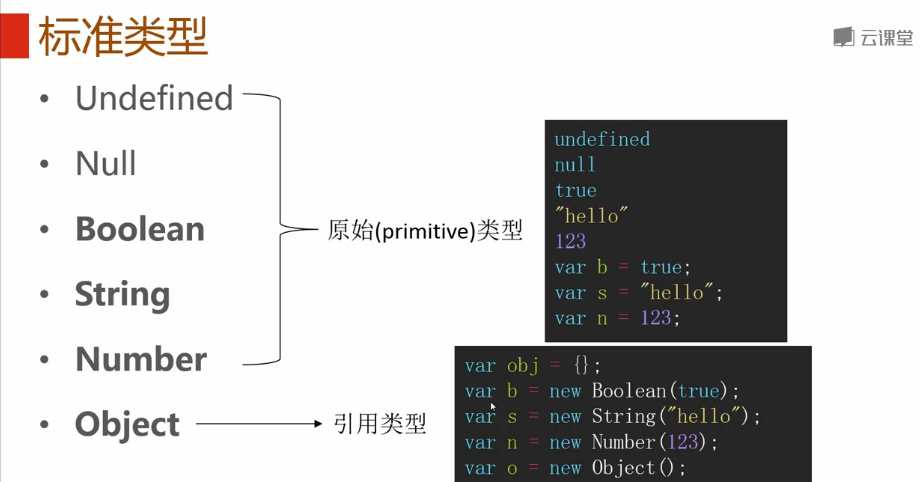 标准类型
云课堂
Undefined
Null
Boolean
String
Number
Object
原始(primitive)类型
引用类型
undefined
null
true
"hello"
123
var b = true;
var s = "hello";
var n = 123;
var obj = {};
var b = new Boolean(true);
var s = new String("hello");
var n = new Number(123);
var o = new Object();